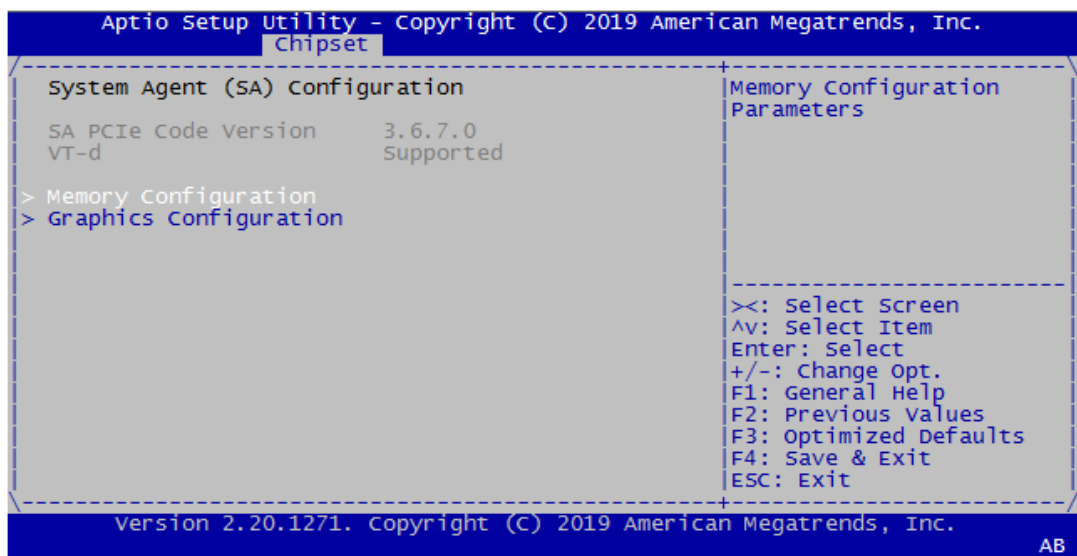 Aptio Setup Utility – Copyright (C) 2019 American Megatrends, Inc.
Chipset
System Agent (SA) Configuration
SA PCIe Code Version 3.6.7.0
VT-d Supported
> Memory Configuration
> Graphics Configuration
Memory Configuration
Parameters
><: Select Screen
^v: Select Item
Enter: Select
+/-: Change Opt.
F1: General Help
F2: Previous Values
F3: Optimized Defaults
F4: Save & Exit
ESC: Exit
Version 2.20.1271. Copyright (C) 2019 American Megatrends, Inc.
AB